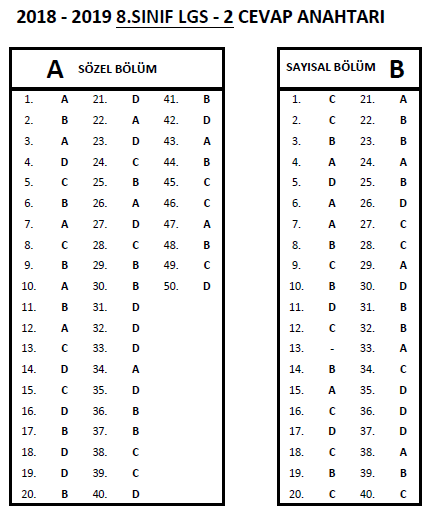 2018 - 2019 8.SINIF LGS - 2 CEVAP ANAHTARI
A SÖZEL BÖLÜM
1. A 21. D 41. B
2. B 22. A 42. D
3. A 23. D 43. A
4. D 24. C 44. B
5. C 25. B 45. C
6. B 26. A 46. C
7. A 27. D 47. A
8. C 28. C 48. B
9. B 29. B 49. C
10. A 30. B 50. D
11. B 31. D
12. A 32. D
13. C 33. D
14. D 34. A
15. C 35. D
16. D 36. B
17. B 37. B
18. D 38. C
19. D 39. C
20. B 40. D
SAYISAL BÖLÜM B
1. C 21. A
2. C 22. B
3. B 23. B
4. A 24. A
5. D 25. B
6. A 26. D
7. A 27. C
8. B 28. C
9. C 29. A
10. B 30. D
11. D 31. B
12. C 32. B
13. - 33. A
14. B 34. C
15. A 35. D
16. C 36. D
17. D 37. D
18. C 38. A
19. B 39. B
20. C 40. C